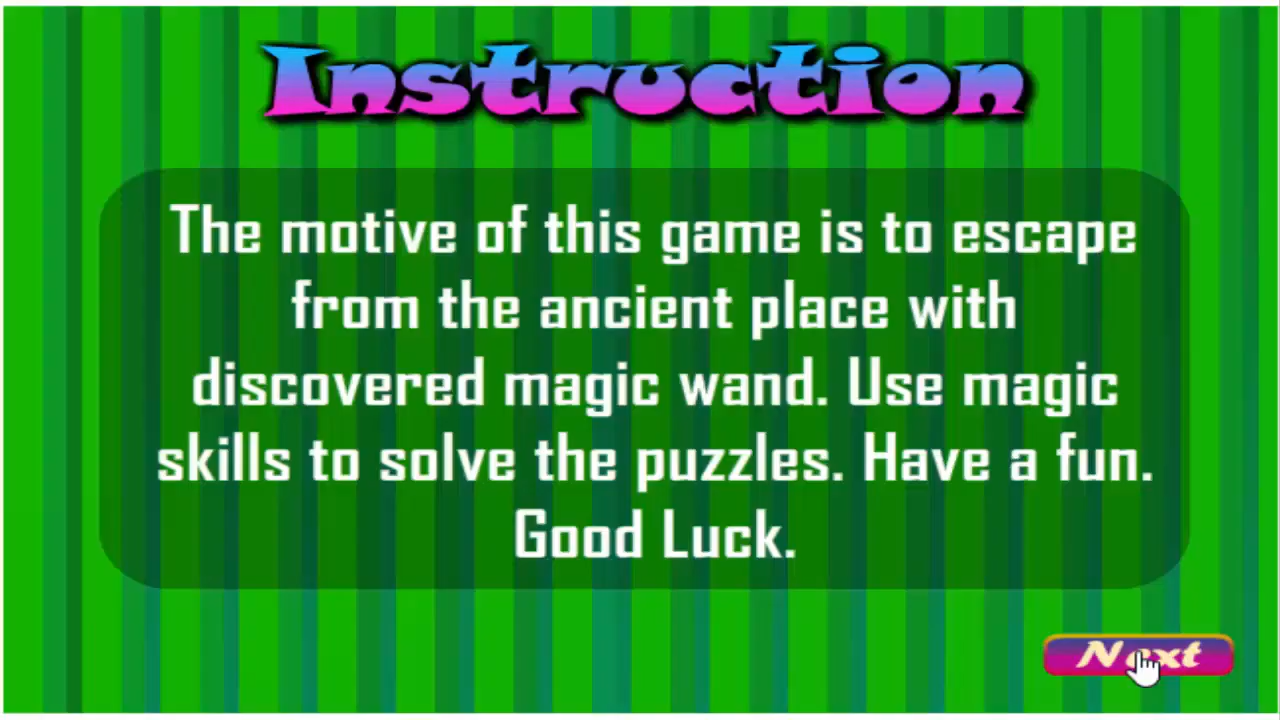 Instruction
The motive of this game is to escape
from the ancient place with
discovered magic wand. Use magic
skills to solve the puzzles. Have a fun.
Good Luck.
Next